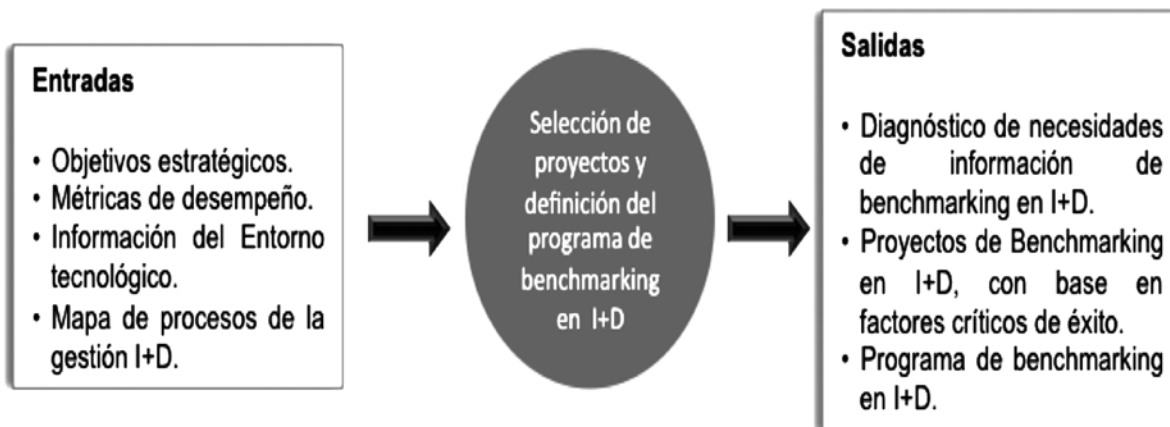 Entradas
• Objetivos estratégicos.
• Métricas de desempeño.
• Información del Entorno
tecnológico.
• Mapa de procesos de la
gestión I+D.
Selección de
proyectos y
definición del
programa de
benchmarking
en I+D
Salidas
• Diagnóstico de necesidades
de información de
benchmarking en I+D.
• Proyectos de Benchmarking
en I+D, con base en
factores críticos de éxito.
• Programa de benchmarking
en I+D.